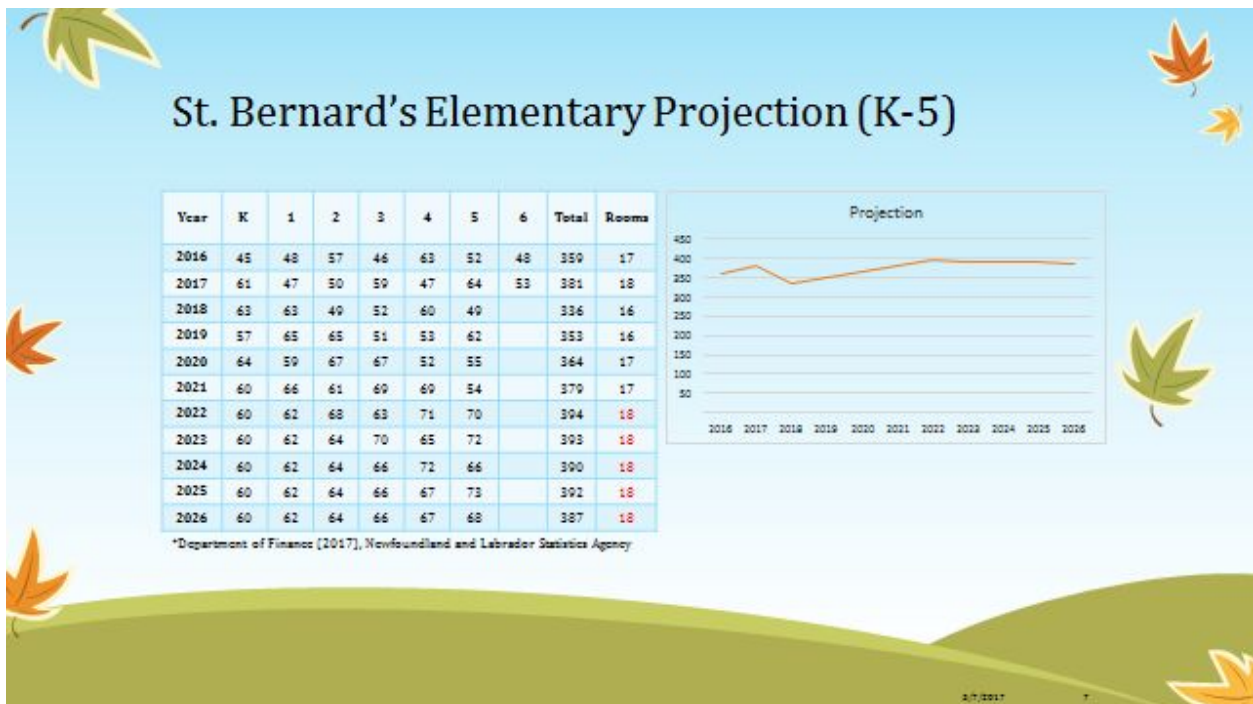 St. Bernard's Elementary Projection (K-5)
Year K 1 2 3 4 5 6 Total Rooms
2016 45 48 57 46 63 52 48 359 17
2017 61 47 50 59 47 64 53 381 18
2018 63 63 49 52 60 49 336 16
2019 57 65 65 51 53 62 353 16
2020 64 59 67 67 52 55 364 17
2021 60 66 61 69 69 54 379 17
2022 60 62 68 63 71 70 394 18
2023 60 62 64 70 65 72 393 18
2024 60 62 64 66 72 66 390 18
2025 60 62 64 66 67 73 392 18
2026 60 62 64 66 67 68 387 18
*Department of Finance [2017], Newfoundland and Labrador Statistics Agency
Projection
450
400
350
300
250
200
150
100
50
2016 2017 2018 2019 2020 2021 2022 2023 2024 2025 2026
3/7/2017 7